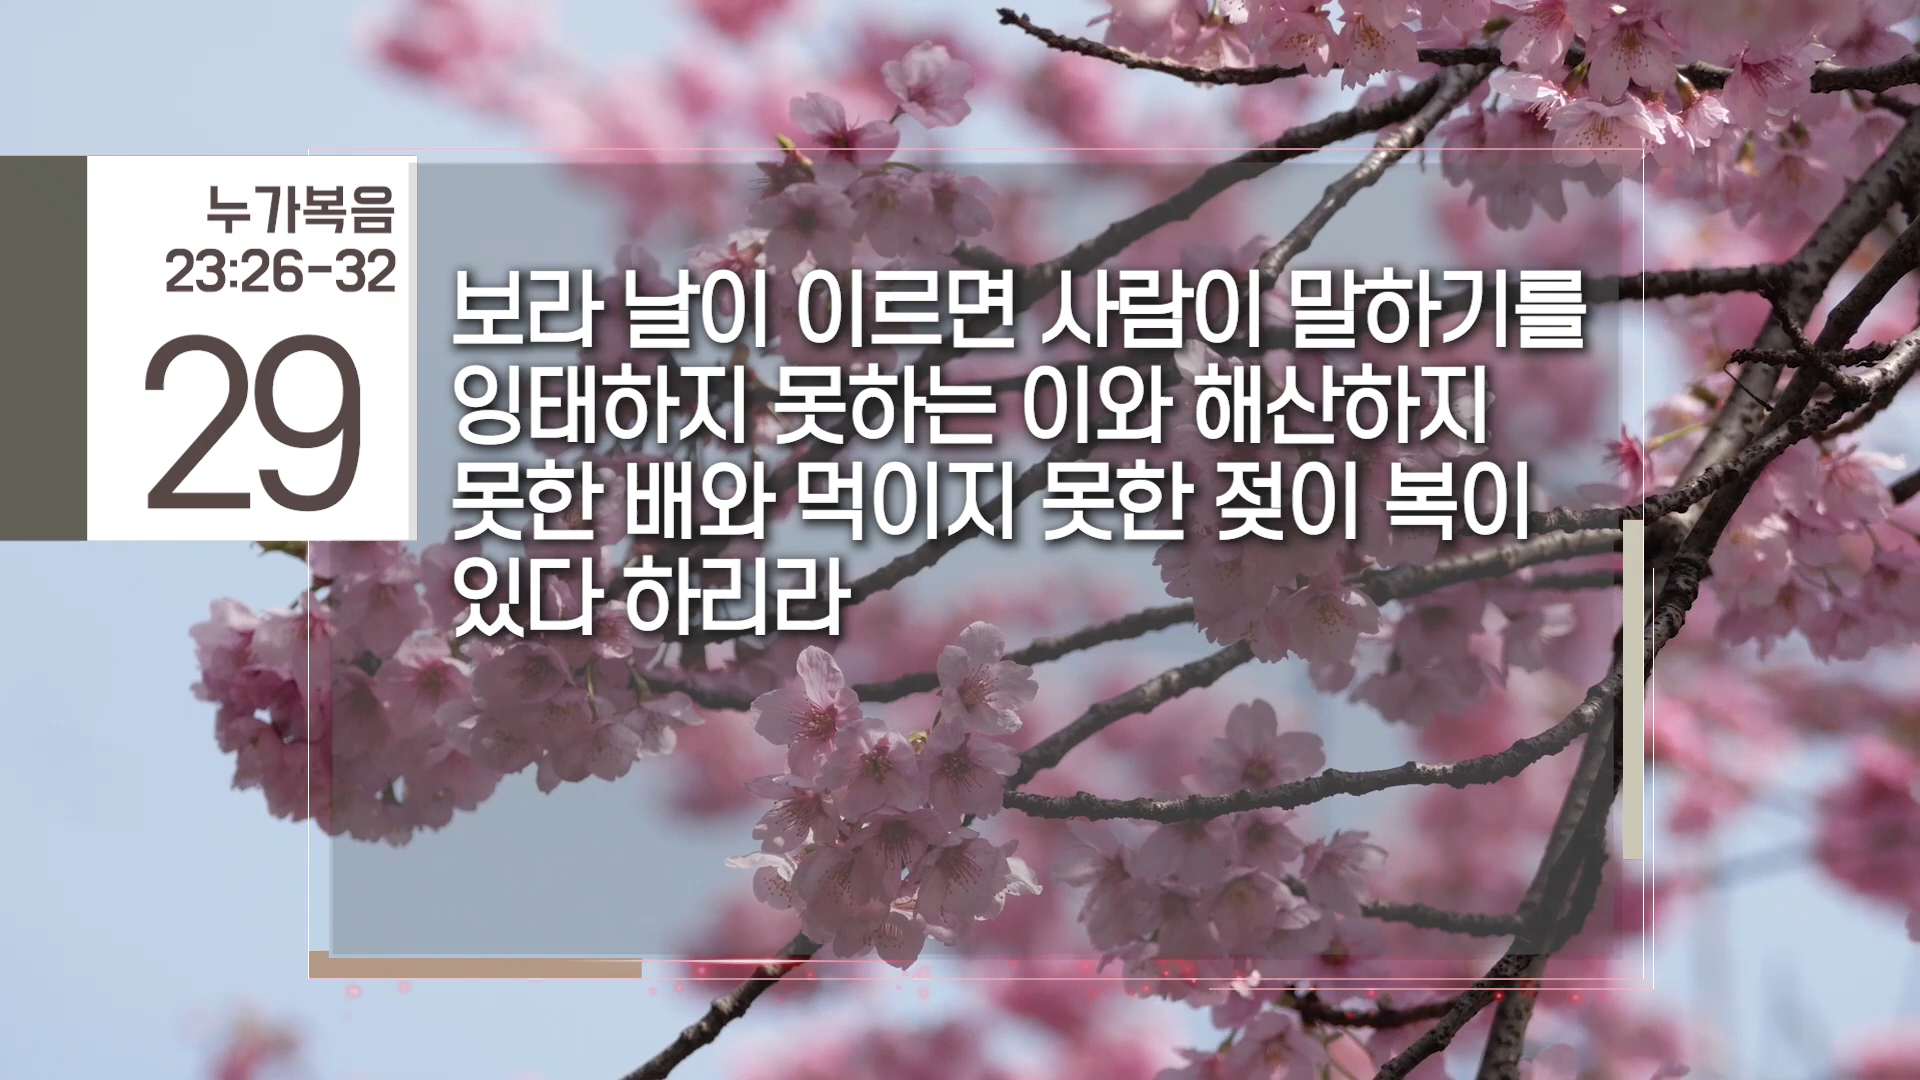 누가복음
23:26-32
29
보라 날이 이르면 사람이 말하기를
잉태하지 못하는 이와 해산하지
못한 배와 먹이지 못한 젖이 복이
있다 하리라